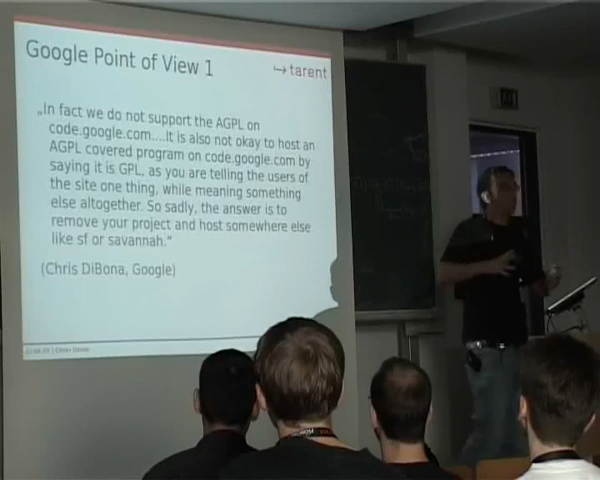 Google Point of View 1
↪tarent
„In fact we do not support the AGPL on
code.google.com....It is also not okay to host an
AGPL covered program on code.google.com by
saying it is GPL, as you are telling the users of
the site one thing, while meaning something
else altogether. So sadly, the answer is to
remove your project and host somewhere else
like sf or savannah."
(Chris DiBona, Google)